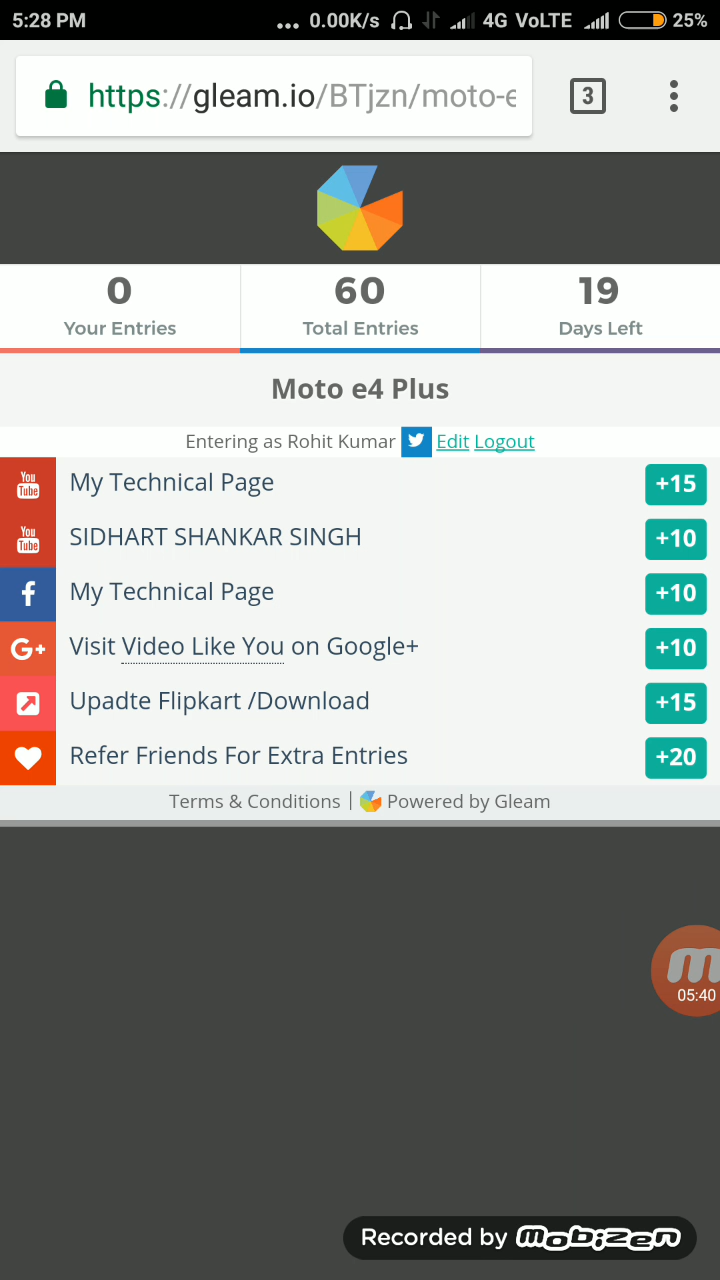 5:28 PM ... 0.00K/s 4G VoLTE 25%
https://gleam.io/BTjzn/moto-e 3
0 60 19
Your Entries Total Entries Days Left
Moto e4 Plus
Entering as Rohit Kumar Edit Logout
You Tube My Technical Page +15
You Tube SIDHART SHANKAR SINGH +10
f My Technical Page +10
G+ Visit Video Like You on Google+ +10
Upadte Flipkart /Download +15
Refer Friends For Extra Entries +20
Terms & Conditions | Powered by Gleam
m
05:40
Recorded by mobizen